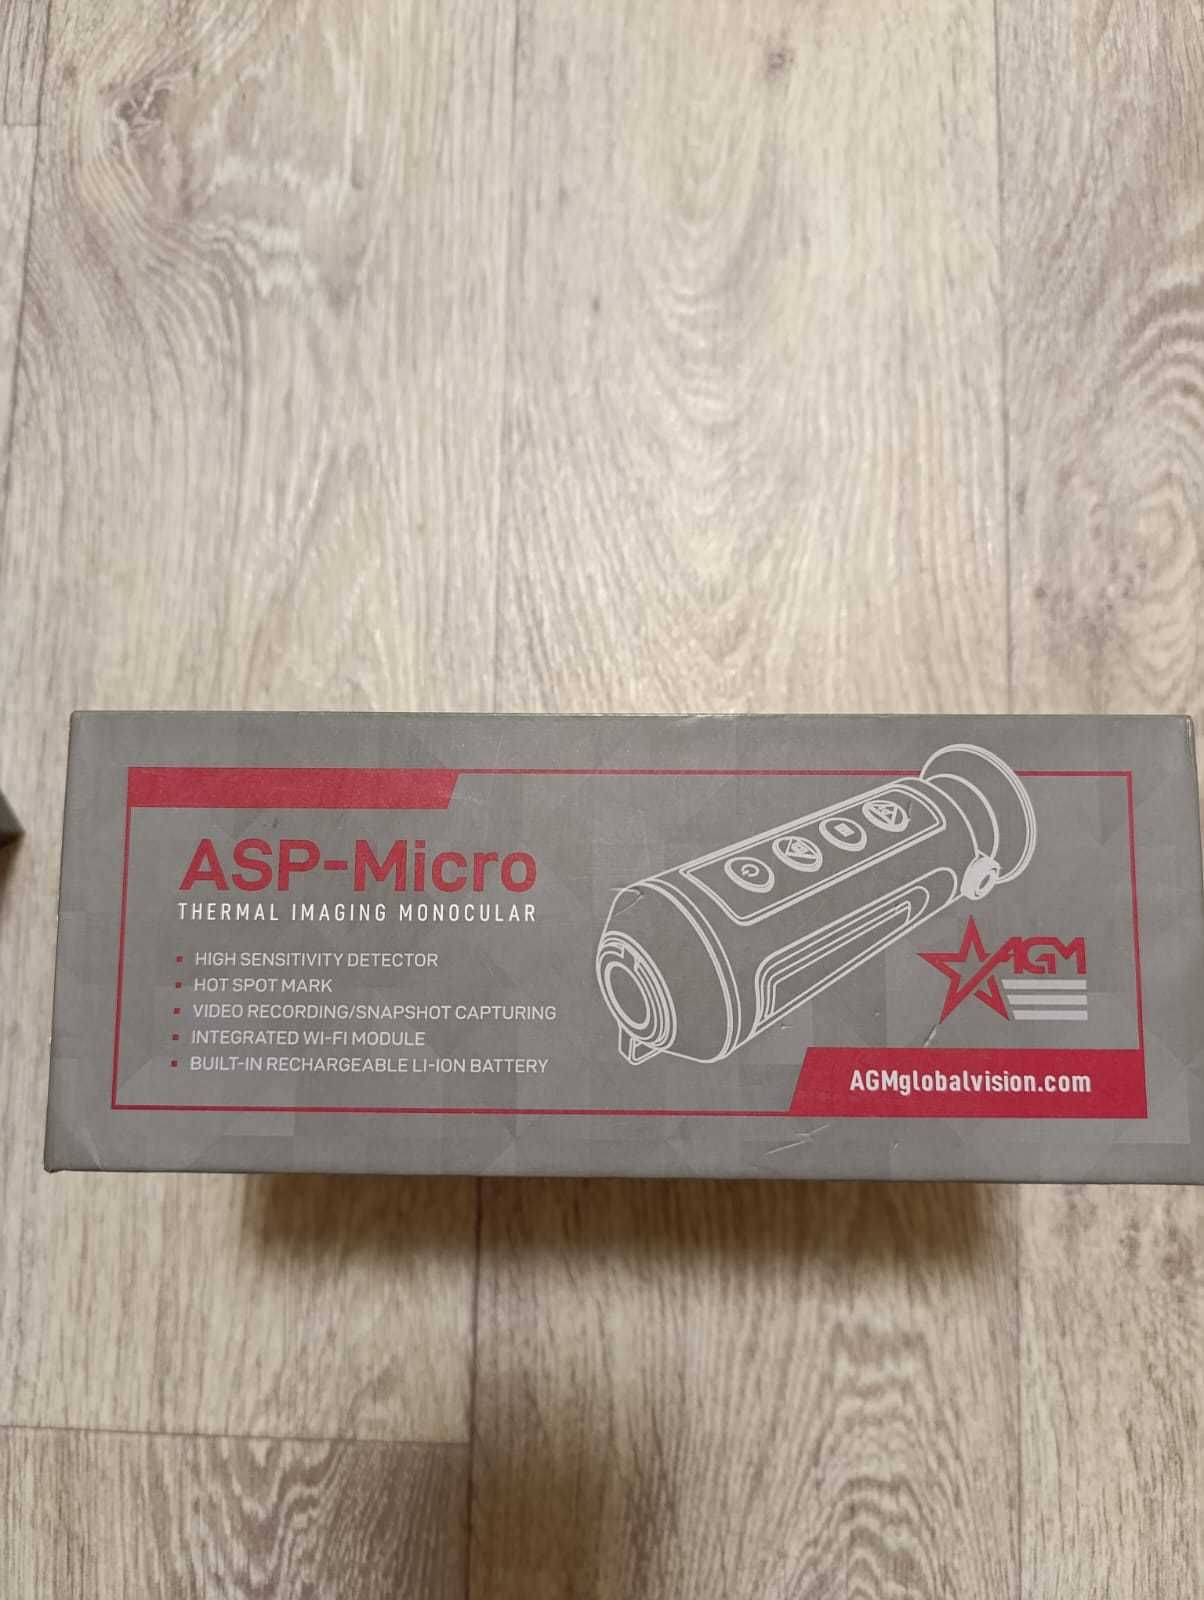 ASP-Micro
THERMAL IMAGING MONOCULAR
▪ HIGH SENSITIVITY DETECTOR
▪ HOT SPOT MARK
▪ VIDEO RECORDING/SNAPSHOT CAPTURING
▪ INTEGRATED WI-FI MODULE
▪ BUILT-IN RECHARGEABLE LI-ION BATTERY
AGM
AGMglobalvision.com